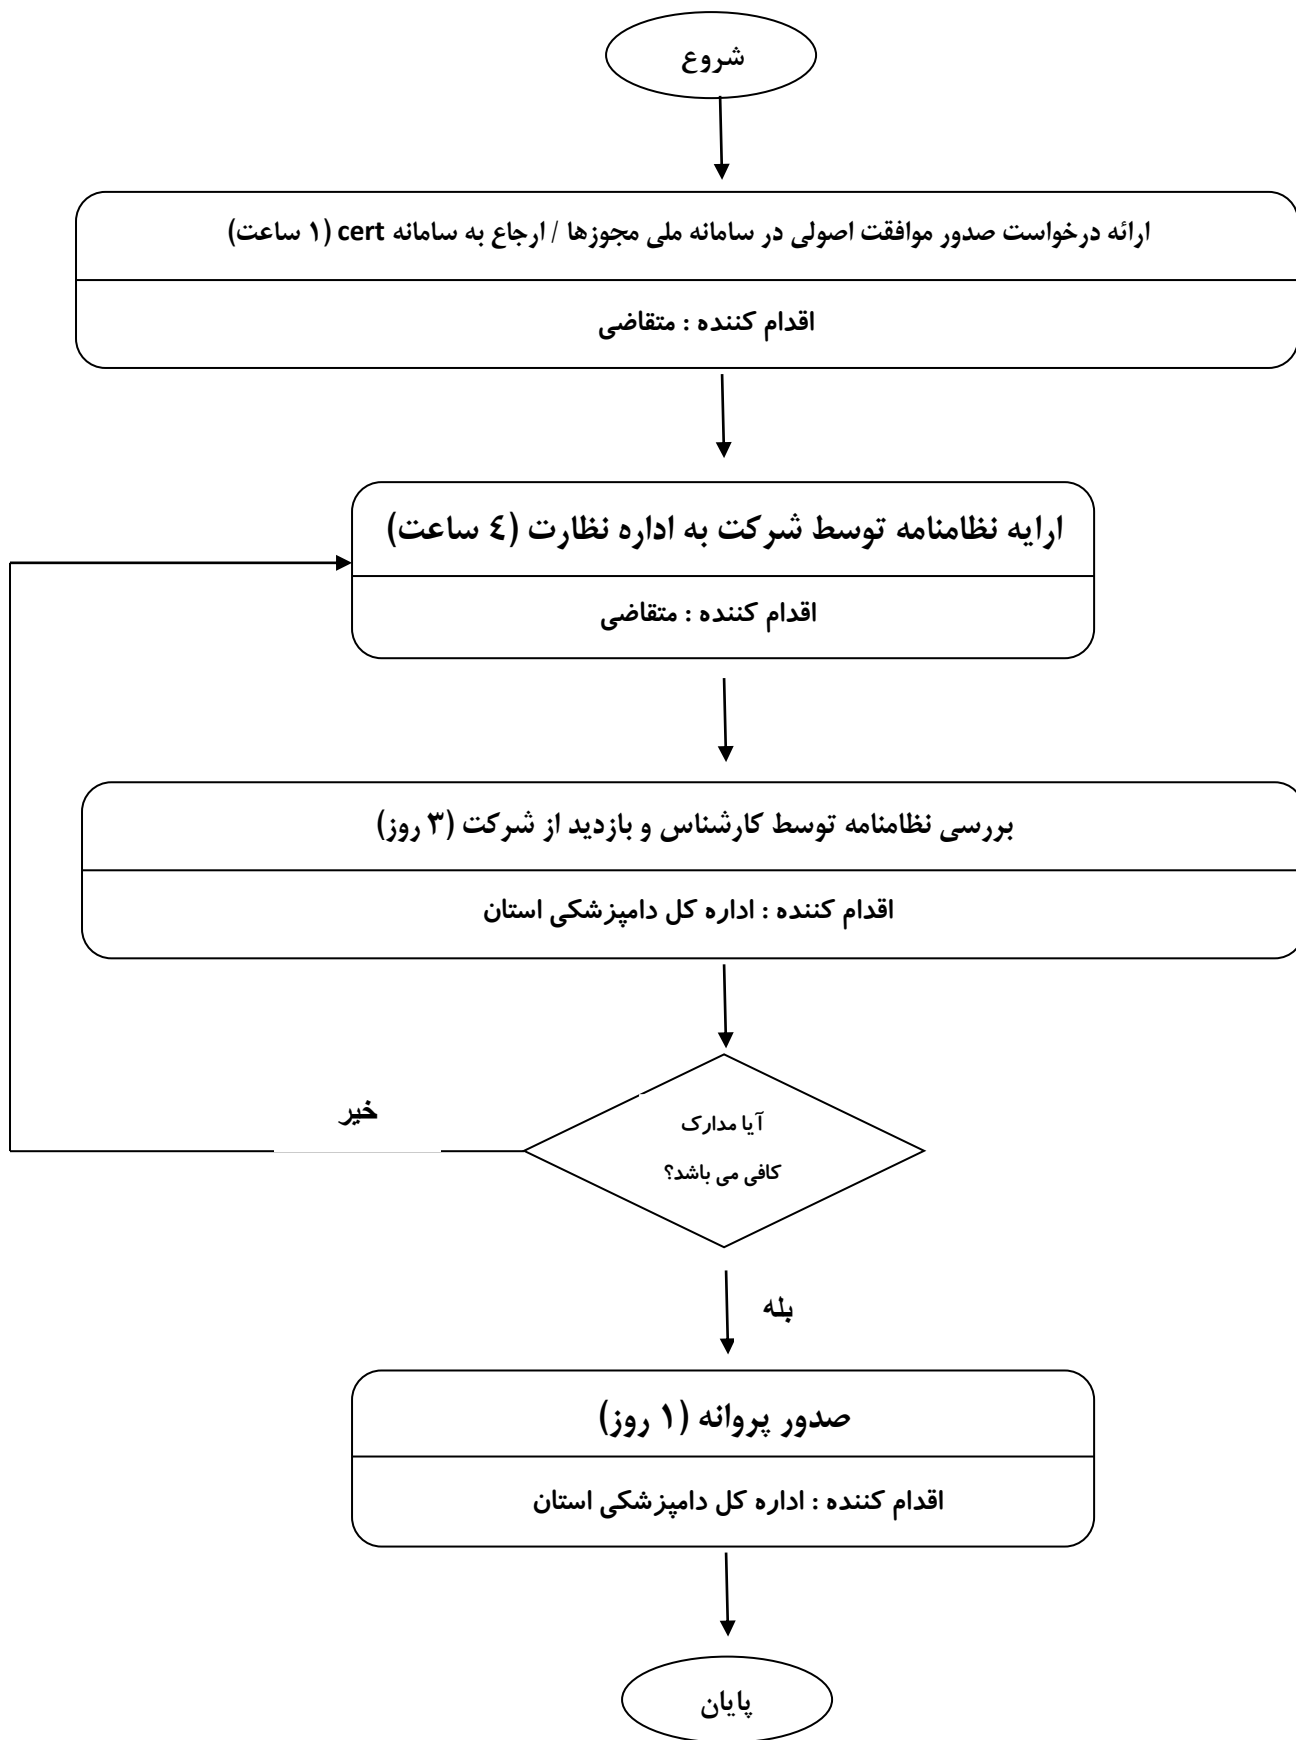 شروع
ارائه درخواست صدور موافقت اصولی در سامانه ملی مجوزها / ارجاع به سامانه cert (۱ ساعت)
اقدام کننده : متقاضی
ارایه نظامنامه توسط شرکت به اداره نظارت (٤ ساعت)
اقدام کننده : متقاضی
بررسی نظامنامه توسط کارشناس و بازدید از شرکت (۳ روز)
اقدام کننده : اداره کل دامپزشکی استان
آیا مدارک
کافی می باشد؟
خیر
بله
صدور پروانه (۱ روز)
اقدام کننده : اداره کل دامپزشکی استان
پایان